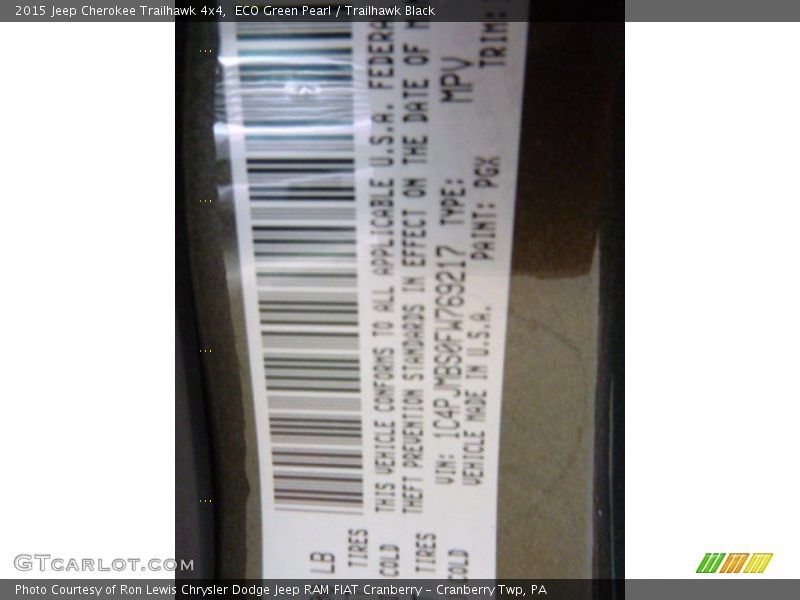 2015 Jeep Cherokee Trailhawk 4x4, ECO Green Pearl / Trailhawk Black
LB
TIRES
COLD
TIRES
COLD
THIS VEHICLE CONFORMS TO ALL APPLICABLE U.S.A. FEDERA
THEFT PREVENTION STANDARDS IN EFFECT ON THE DATE OF M
VIN: 1C4PJMBS0FW769217 TYPE: MPV
VEHICLE MADE IN U.S.A. PAINT: PGX TRIM:
GTCARLOT.COM
Photo Courtesy of Ron Lewis Chrysler Dodge Jeep RAM FIAT Cranberry – Cranberry Twp, PA